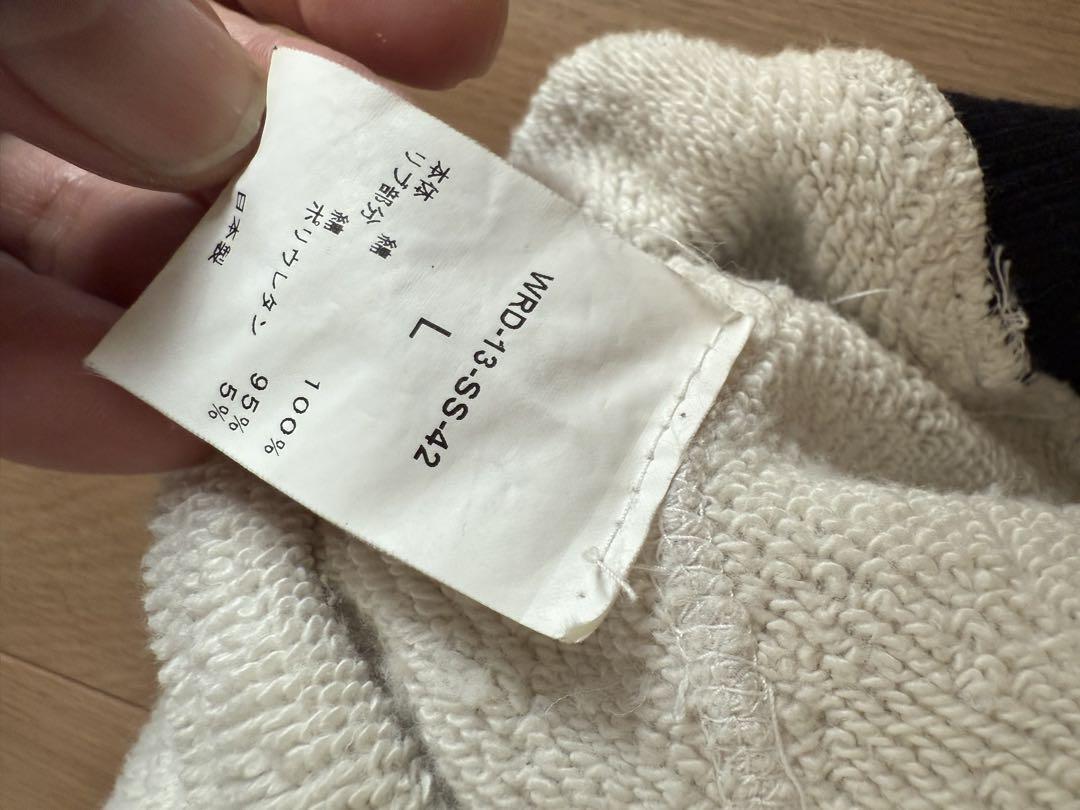 WRD-13-SS-42
L
本体 綿 100%
リブ部分 綿 95%
ポリウレタン 5%
日本製